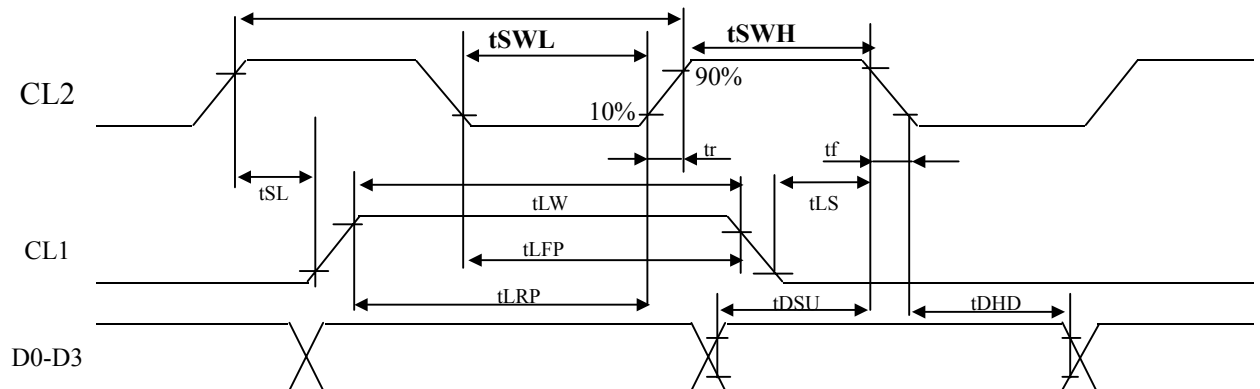 tSWL
tSWH
CL2
90%
10%
tr
tf
tSL
tLW
tLS
CL1
tLFP
tLRP
tDSU
tDHD
D0-D3